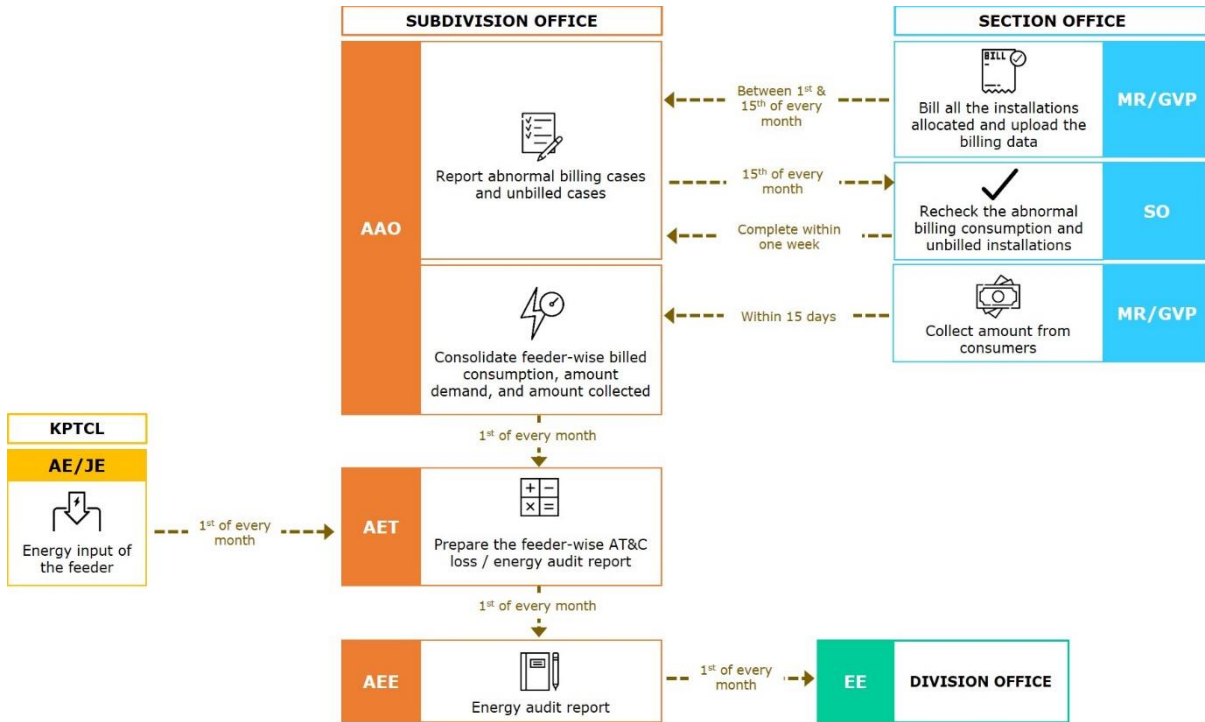 SUBDIVISION OFFICE
SECTION OFFICE
AAO
Report abnormal billing cases
and unbilled cases
Between 1st &
15th of every
month
BILL
Bill all the installations
allocated and upload the
billing data
MR/GVP
15th of every
month
Complete within
one week
Recheck the abnormal
billing consumption and
unbilled installations
SO
Consolidate feeder-wise billed
consumption, amount
demand, and amount collected
Within 15 days
Collect amount from
consumers
MR/GVP
1st of every month
KPTCL
AE/JE
Energy input of
the feeder
1st of every
month
AET
Prepare the feeder-wise AT&C
loss / energy audit report
1st of every month
AEE
Energy audit report
1st of every
month
EE
DIVISION OFFICE